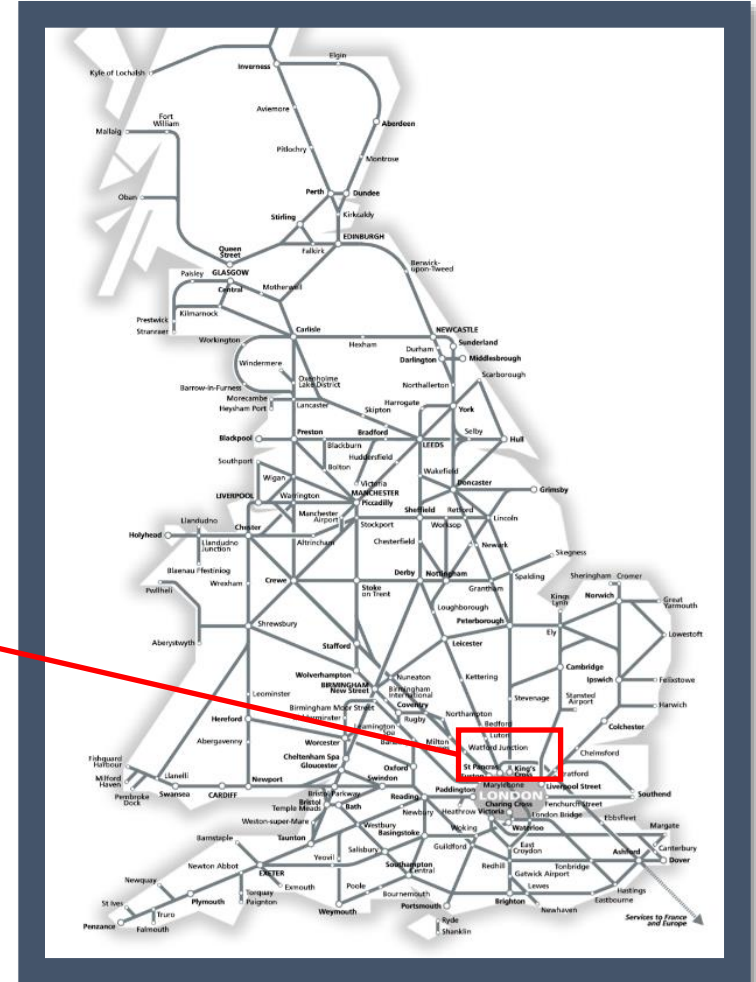 Elgin
Inverness
Kyle of Lochalsh
Aviemore
Fort
William
Aberdeen
Mallaig
Pitlochry
Montrose
Perth
Dundee
Oban
Stirling
Kirkcaldy
EDINBURGH
Queen
Street
Falkirk
Berwick-
upon-Tweed
Paisley
GLASGOW
Central
Motherwell
Prestwick
Kilmarnock
Stranraer
Carlisle
NEWCASTLE
Workington
Hexham
Sunderland
Durham
Darlington
Middlesbrough
Windermere
Scarborough
Oxenholme
Lake District
Northallerton
Barrow-in-Furness
Morecambe
Heysham Port
Lancaster
Harrogate
Skipton
York
Blackpool
Preston
Bradford
LEEDS
Selby
Hull
Blackburn
Huddersfield
Southport
Bolton
Wakefield
Wigan
Victoria
Doncaster
LIVERPOOL
Warrington
MANCHESTER
Piccadilly
Grimsby
Manchester
Airport
Sheffield
Retford
Llandudno
Stockport
Worksop
Lincoln
Chester
Holyhead
Llandudno
Junction
Altrincham
Chesterfield
Newark
Skegness
Blaenau Ffestiniog
Derby
Nottingham
Spalding
Sheringham
Cromer
Wrexham
Crewe
Stoke
on Trent
Grantham
Pwllheli
Kings
Lynn
Norwich
Great
Yarmouth
Loughborough
Peterborough
Shrewsbury
Ely
Lowestoft
Aberystwyth
Stafford
Leicester
Cambridge
Wolverhampton
Nuneaton
Kettering
Ipswich
Felixstowe
BIRMINGHAM
New Street
Birmingham
International
Leominster
Coventry
Stevenage
Stansted
Airport
Harwich
Birmingham Moor Street
Rugby
Northampton
Hereford
Leamington
Spa
Bedford
Colchester
Abergavenny
Worcester
Milton
Luton
Watford Junction
Chelmsford
Fishguard
Harbour
Cheltenham Spa
Gloucester
Oxford
St Pancras
King's
Cross
Stratford
Milford
Haven
Llanelli
Newport
Swindon
Marylebone
Liverpool Street
Pembroke
Dock
Swansea
CARDIFF
Bristol Parkway
Reading
Paddington
LONDON
Southend
Bristol
Temple Meads
Bath
Newbury
Heathrow
Victoria
Charing Cross
Fenchurch Street
London Bridge
Weston-super-Mare
Westbury
Waterloo
Ebbsfleet
Barnstaple
Taunton
Basingstoke
Woking
East
Croydon
Margate
Salisbury
Guildford
Canterbury
Newton Abbot
Yeovil
Southampton
Central
Redhill
Tonbridge
Ashford
Dover
Newquay
EXETER
Exmouth
Gatwick Airport
Poole
Lewes
Hastings
St Ives
Plymouth
Torquay
Paignton
Bournemouth
Eastbourne
Truro
Weymouth
Portsmouth
Brighton
Newhaven
Penzance
Falmouth
Ryde
Shanklin
Services to France
and Europe